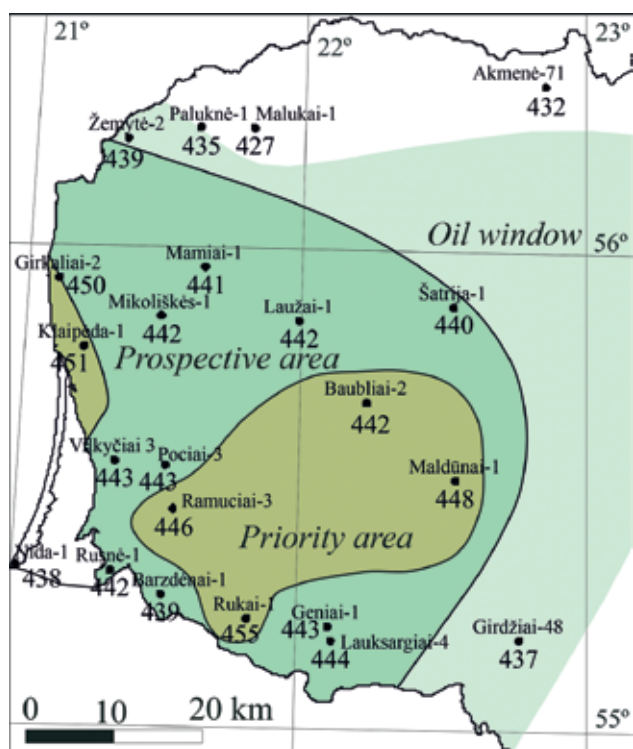 21º
22
23
Akmenė-71
432
Palukné-1
Malukai-1
Žemytė-2
439
435
427
Oil window
56º
Girkaliai-2
450
Mamiai-1
441
Mikoliškės-1
442
Laužai-1
442
Šatrija-1
440
Klaipėda-1
451
Prospective area
Baubliai-2
442
Vilkyčiai 3
443
Pociai-3
443
Maldūnai-1
448
Ramuciai-3
446
Priority area
Nida-1
438
Rusnė-1
442
Barzdėnai-1
439
Rukai-1
455
Geniai-1
443
Lauksargiai-4
444
Girdžiai-48
437
0 10 20 km
55º